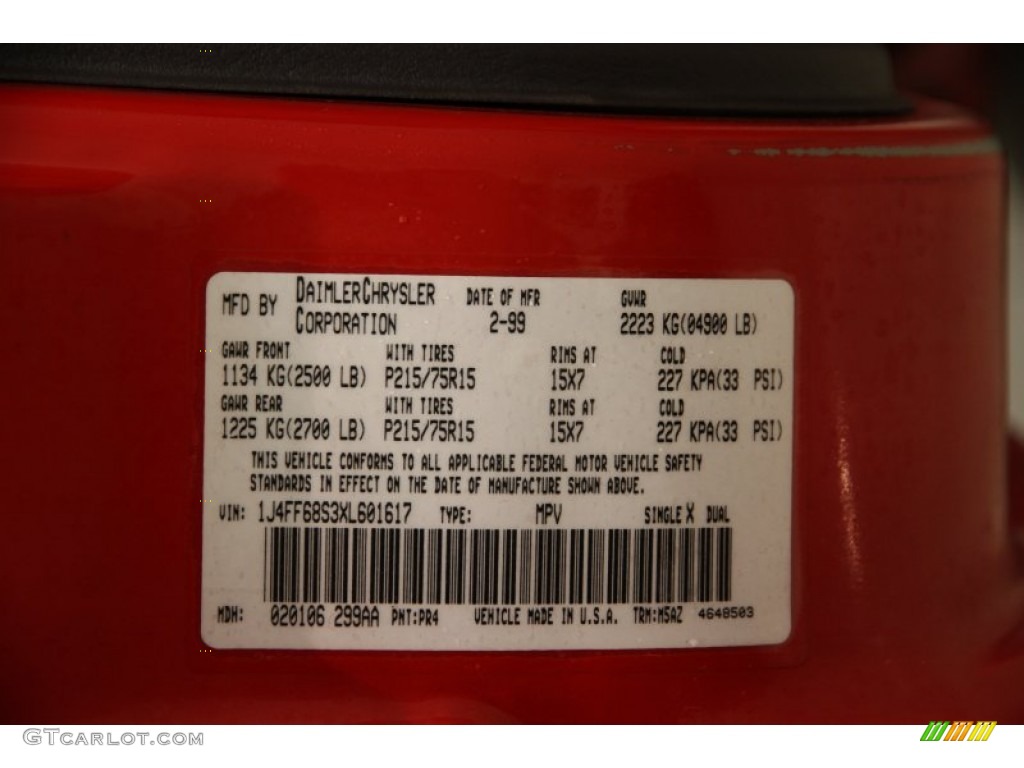 MFD BY DAIMLERCHRYSLER CORPORATION DATE OF MFR 2-99 GVWR 2223 KG(04900 LB)
GAWR FRONT WITH TIRES RIMS AT COLD
1134 KG(2500 LB) P215/75R15 15X7 227 KPA(33 PSI)
GAWR REAR WITH TIRES RIMS AT COLD
1225 KG(2700 LB) P215/75R15 15X7 227 KPA(33 PSI)
THIS VEHICLE CONFORMS TO ALL APPLICABLE FEDERAL MOTOR VEHICLE SAFETY
STANDARDS IN EFFECT ON THE DATE OF MANUFACTURE SHOWN ABOVE.
VIN: 1J4FF68S3XL601617 TYPE: MPV SINGLE X DUAL
MDH: 020106 299AA PNT:PR4 VEHICLE MADE IN U.S.A. TRM:M5AZ 4648503
GTCARLOT.COM